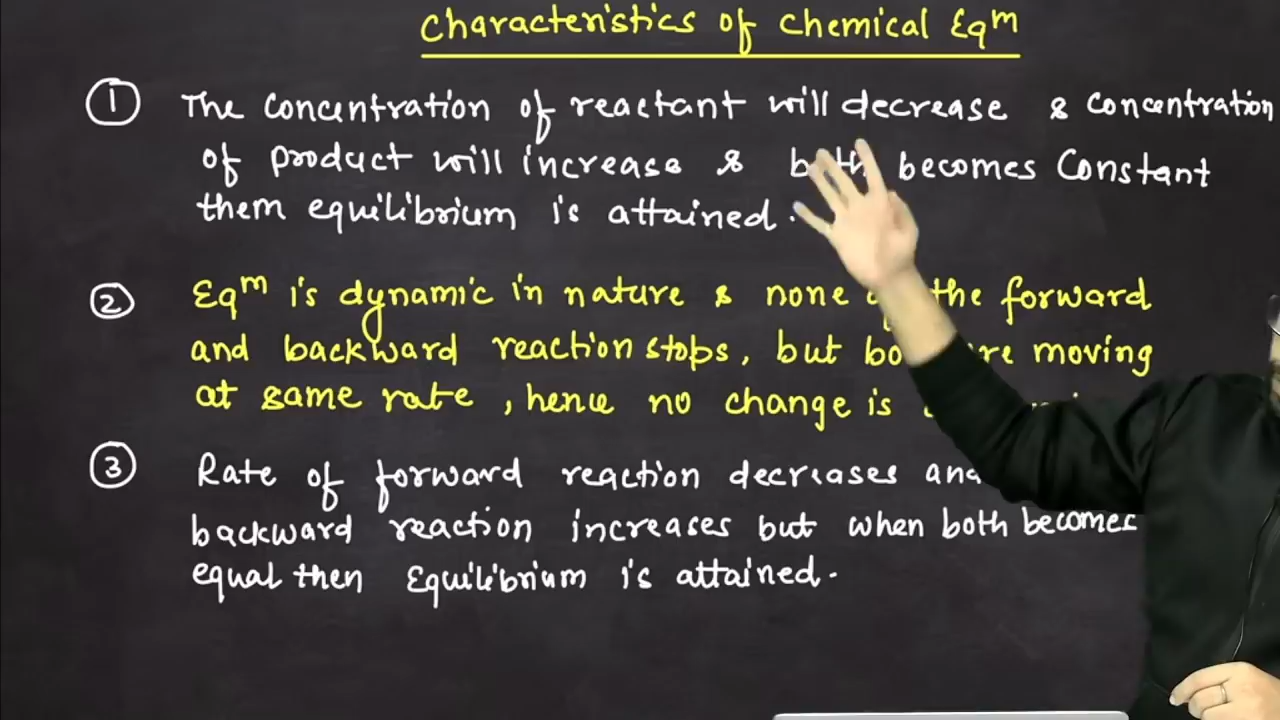 Characteristics of Chemical Eqm
① The Concentration of reactant will decrease & concentration
of product will increase & both becomes Constant
them equilibrium is attained.
② Eqm is dynamic in nature & none of the forward
and backward reaction stops, but are moving
at same rate, hence no change is
③ Rate of forward reaction decreases and
backward reaction increases but when both becomes
equal then Equilibrium is attained.